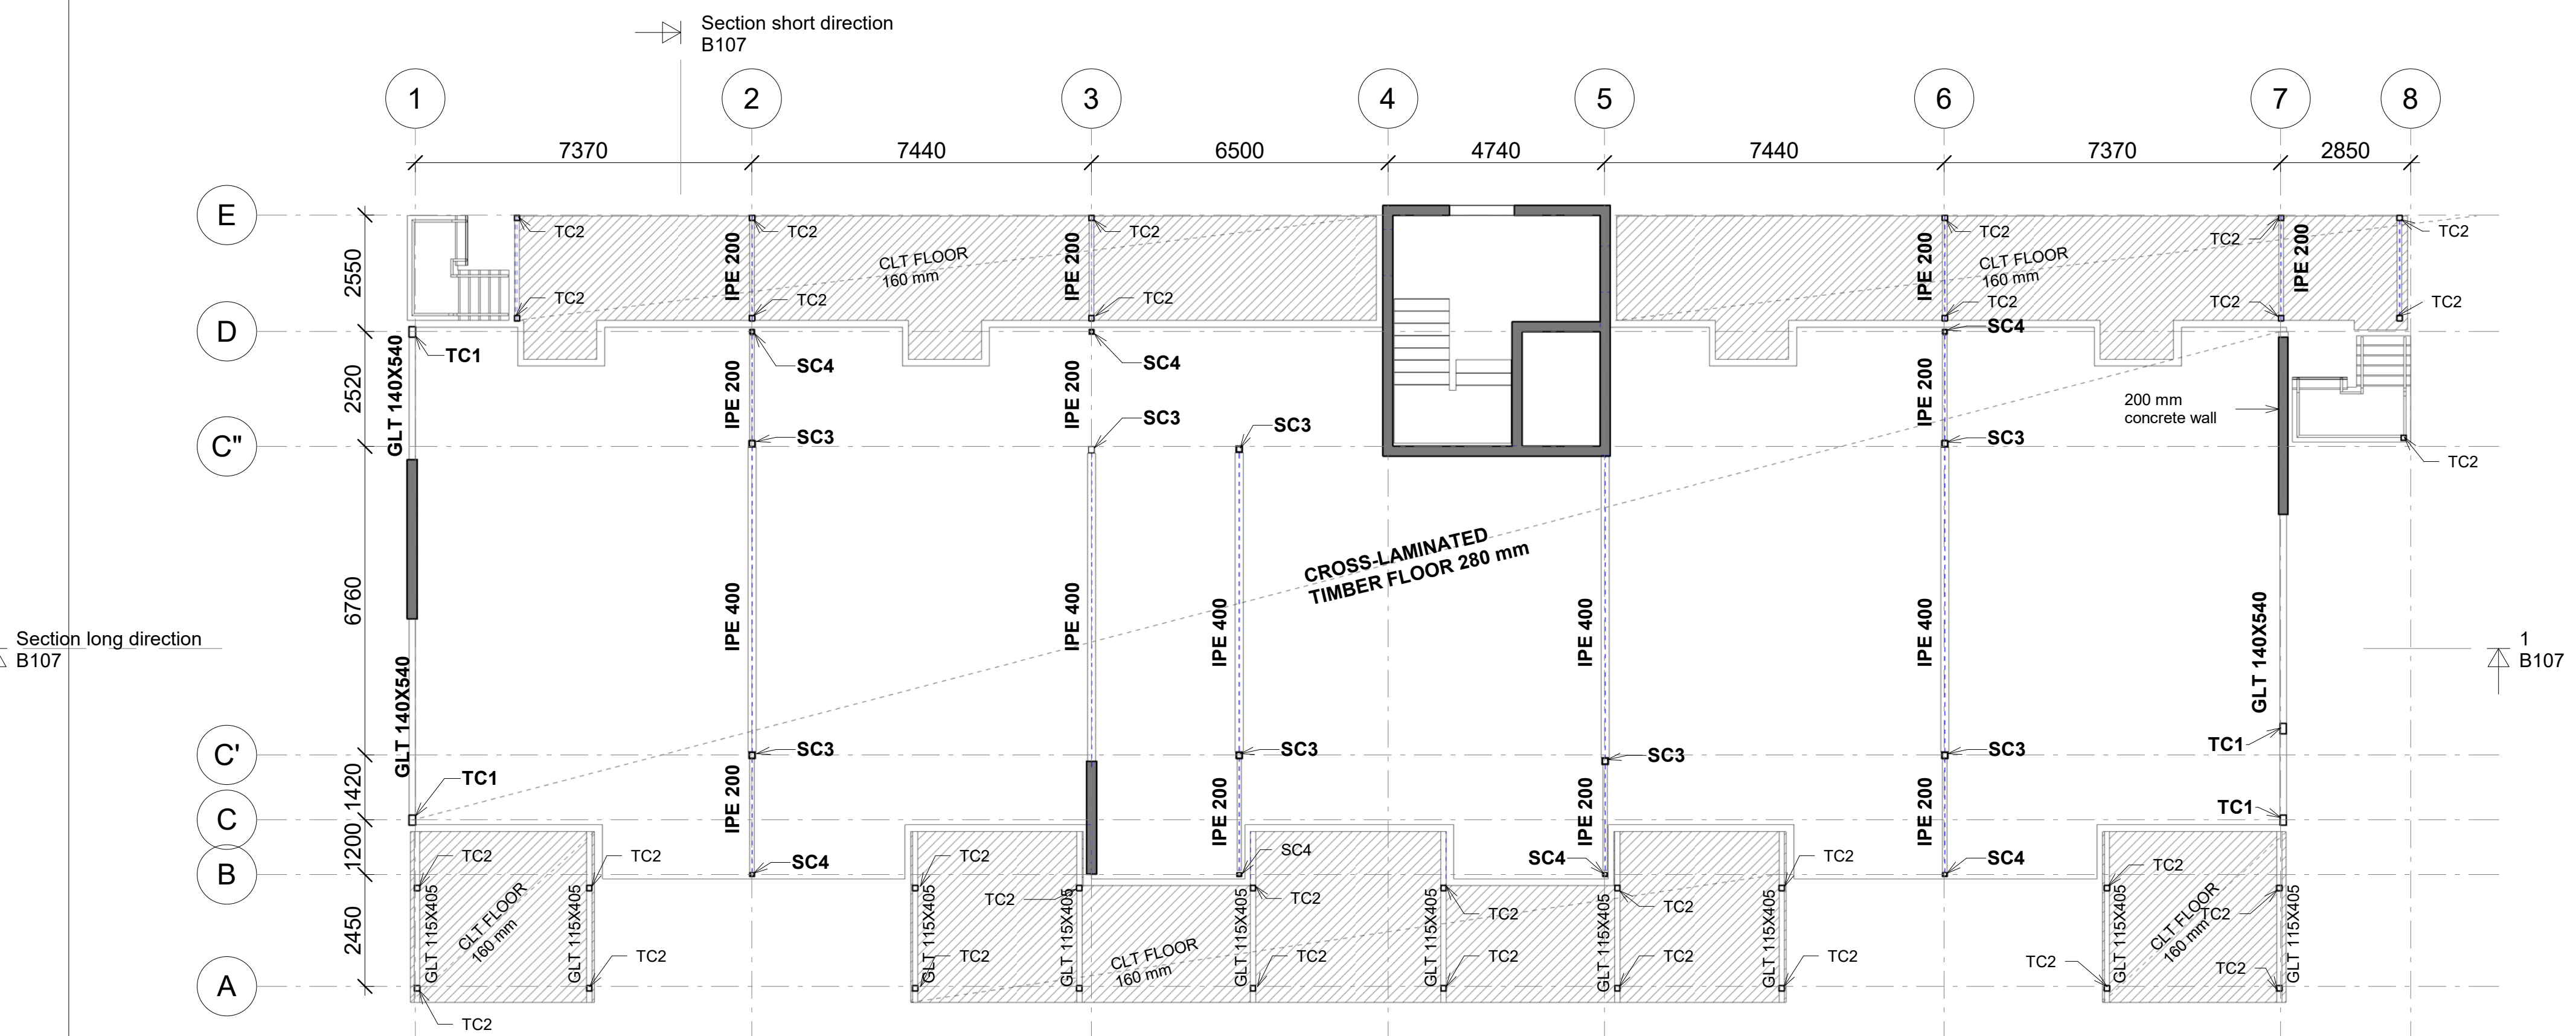 Section short direction
B107
1
2
3
4
5
6
7
8
7370
7440
6500
4740
7440
7370
2850
E
D
C"
C'
C
B
A
2550
2520
6760
1420
1200
2450
TC2
TC2
TC2
TC2
TC2
TC2
TC2
IPE 200
IPE 200
IPE 200
IPE 200
CLT FLOOR
160 mm
CLT FLOOR
160 mm
TC2
TC2
TC2
TC2
TC2
TC2
SC4
TC1
SC4
SC4
GLT 140X540
IPE 200
IPE 200
IPE 200
200 mm
concrete wall
SC3
SC3
SC3
SC3
TC2
CROSS-LAMINATED
TIMBER FLOOR 280 mm
IPE 400
IPE 400
IPE 400
IPE 400
IPE 400
GLT 140X540
Section long direction
B107
1
B107
GLT 140X540
SC3
SC3
SC3
SC3
TC1
TC1
TC1
IPE 200
IPE 200
IPE 200
IPE 200
TC2
TC2
TC2
SC4
SC4
SC4
TC2
SC4
TC2
TC2
TC2
TC2
TC2
TC2
GLT 115X405
GLT 115X405
GLT 115X405
GLT 115X405
GLT 115X405
GLT 115X405
GLT 115X405
GLT 115X405
GLT 115X405
CLT FLOOR
160 mm
CLT FLOOR
160 mm
CLT FLOOR
160 mm
TC2
TC2
TC2
TC2
TC2
TC2
TC2
TC2
TC2